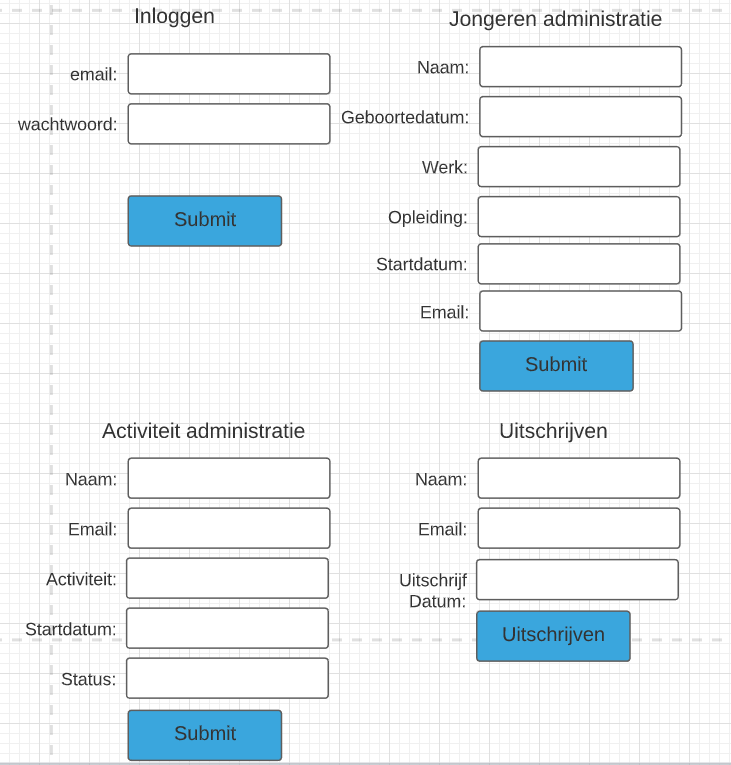 Inloggen
email:
wachtwoord:
Submit
Jongeren administratie
Naam:
Geboortedatum:
Werk:
Opleiding:
Startdatum:
Email:
Submit
Activiteit administratie
Naam:
Email:
Activiteit:
Startdatum:
Status:
Submit
Uitschrijven
Naam:
Email:
Uitschrijf
Datum:
Uitschrijven